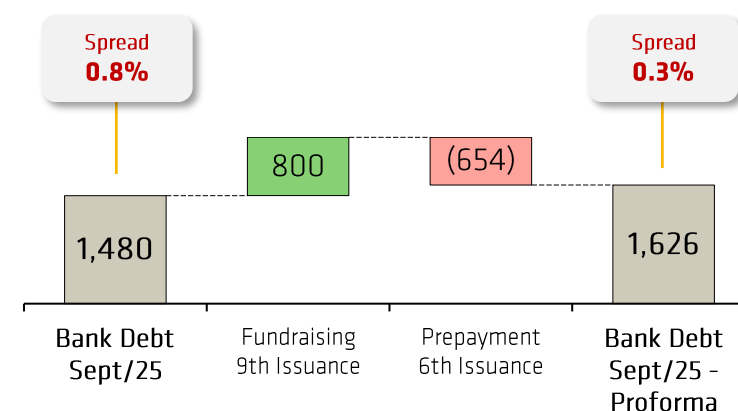 Spread
0.8%
Spread
0.3%
800
(654)
1,480
1,626
Bank Debt
Sept/25
Fundraising
9th Issuance
Prepayment
6th Issuance
Bank Debt
Sept/25 -
Proforma